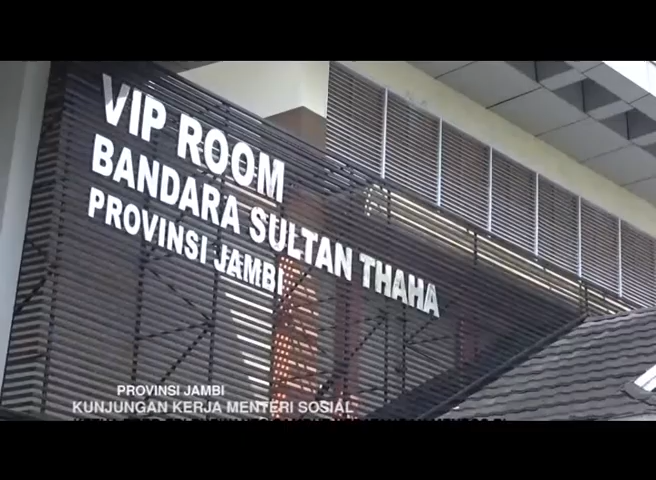 VIP ROOM
BANDARA SULTAN THAHA
PROVINSI JAMBI
PROVINSI JAMBI
KUNJUNGAN KERJA MENTERI SOSIAL